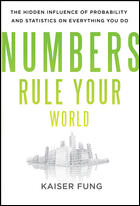 THE HIDDEN INFLUENCE OF PROBABILITY
AND STATISTICS ON EVERYTHING YOU DO
NUMBERS
RULE YOUR
WORLD
KAISER FUNG